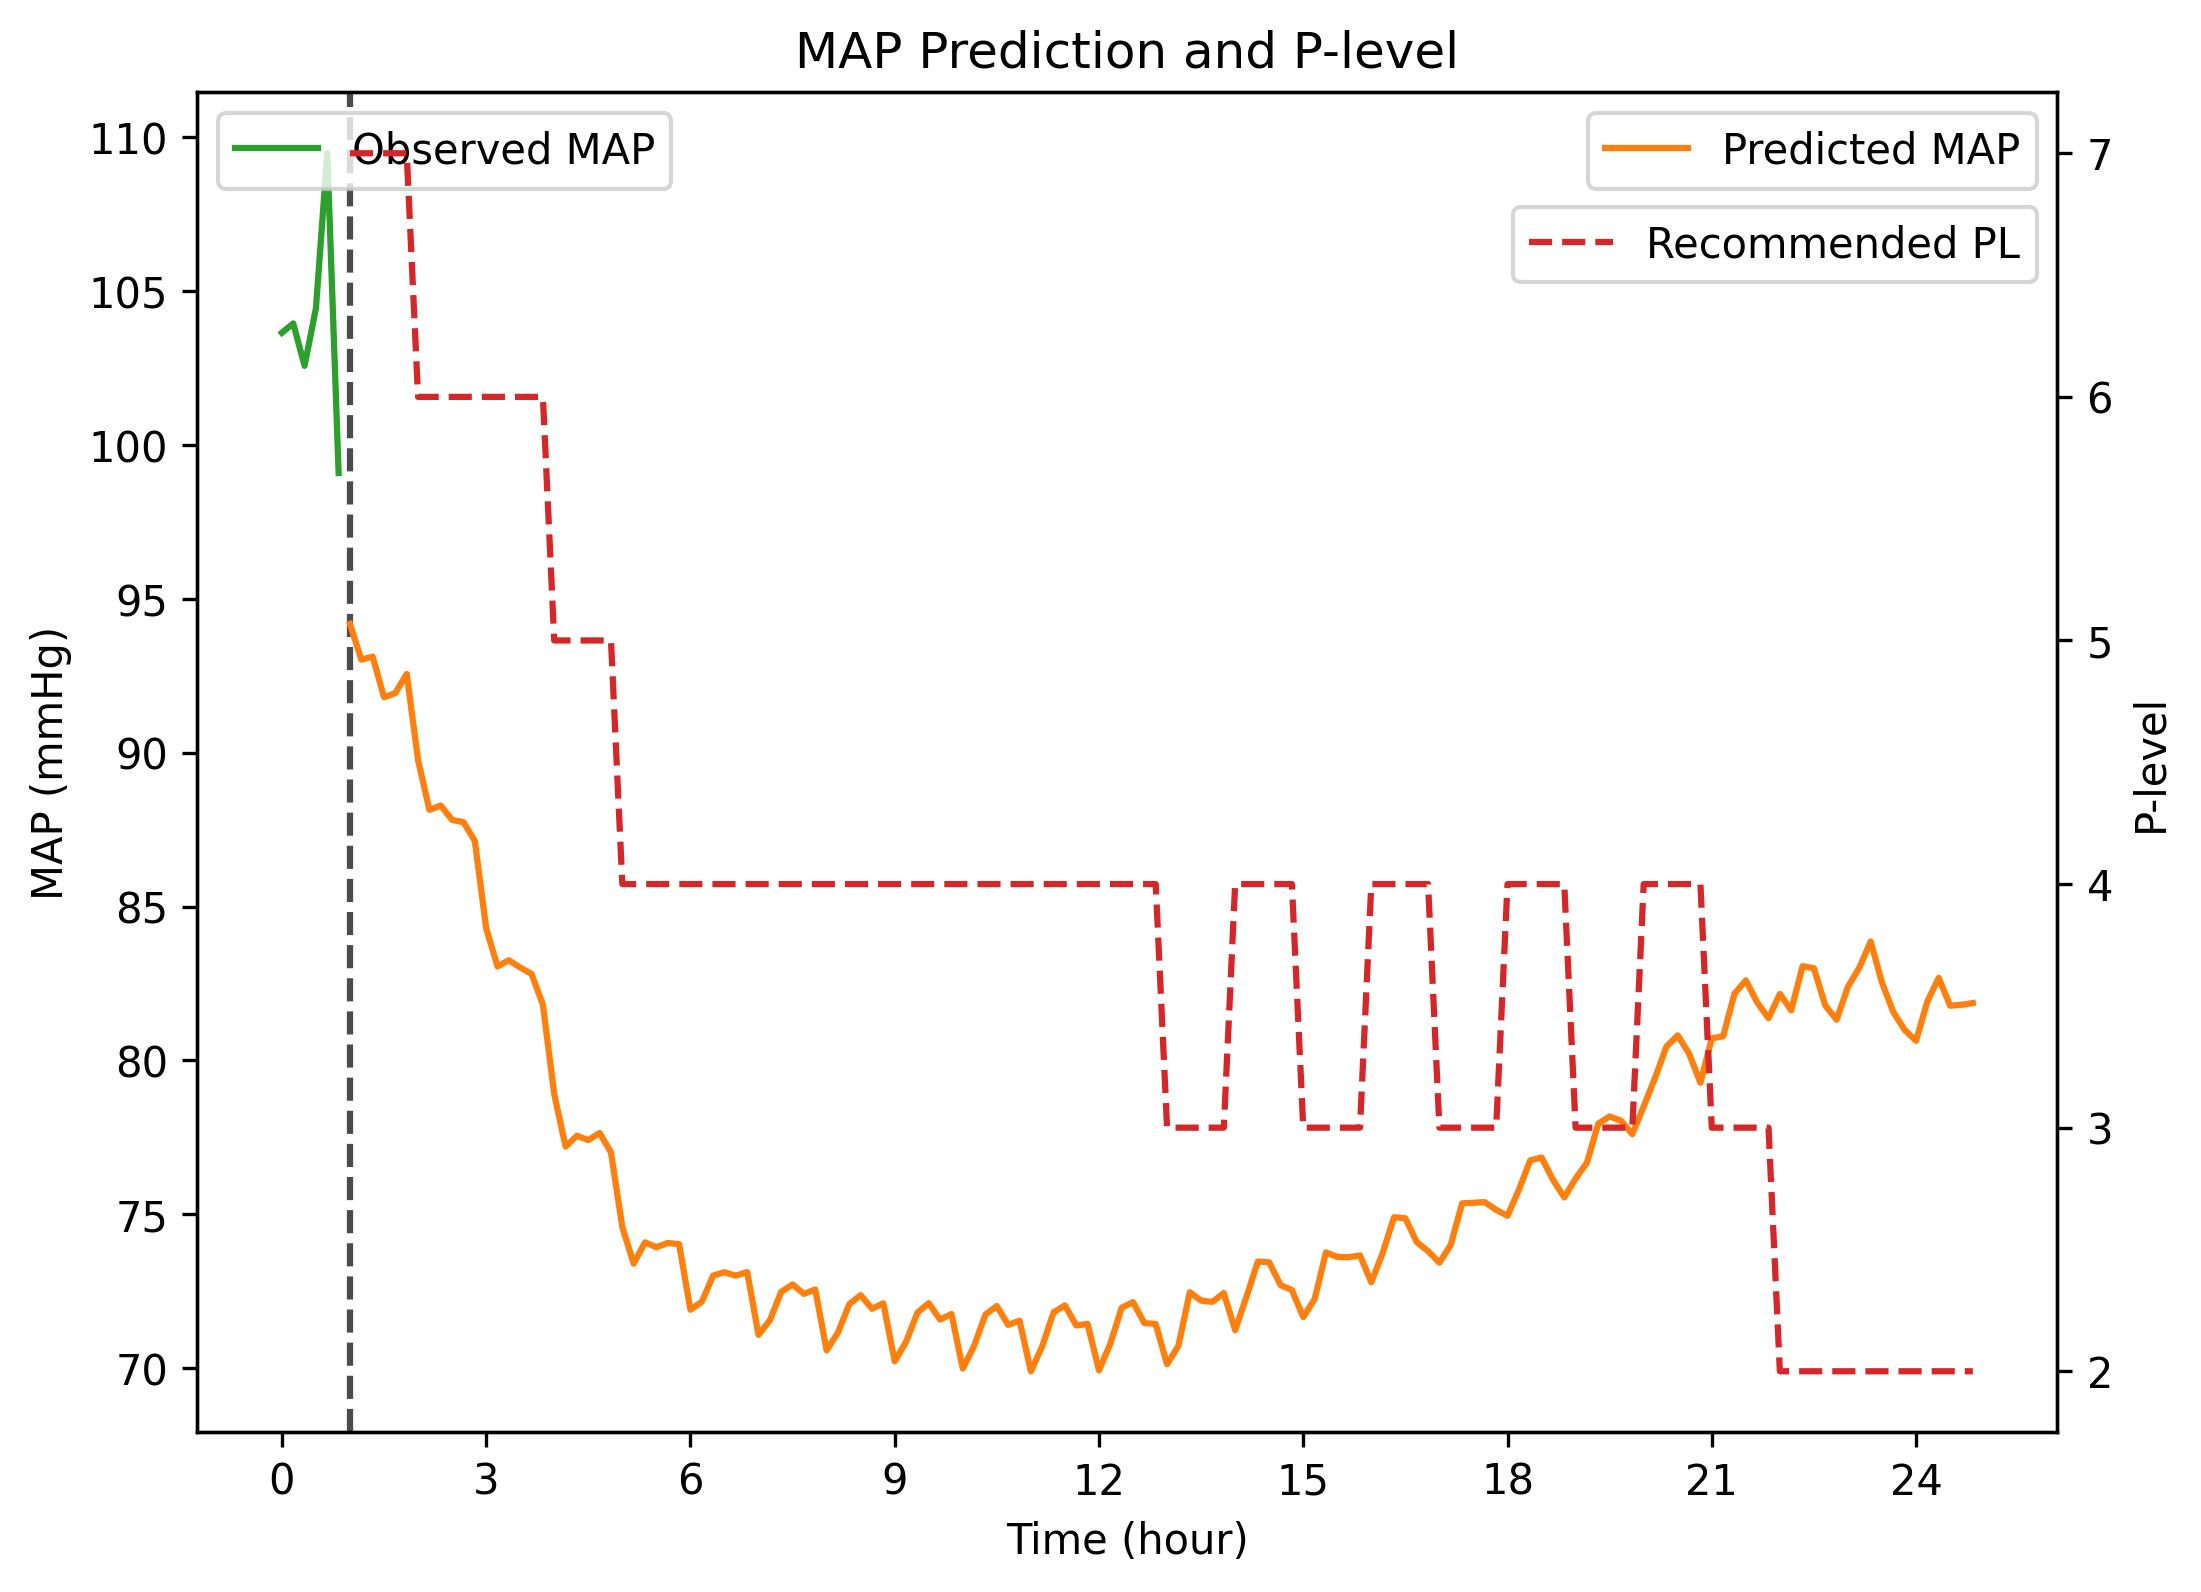 MAP Prediction and P-level
Observed MAP
Predicted MAP
Recommended PL
110
105
100
95
90
85
80
75
70
MAP (mmHg)
7
6
5
4
3
2
P-level
0 3 6 9 12 15 18 21 24
Time (hour)